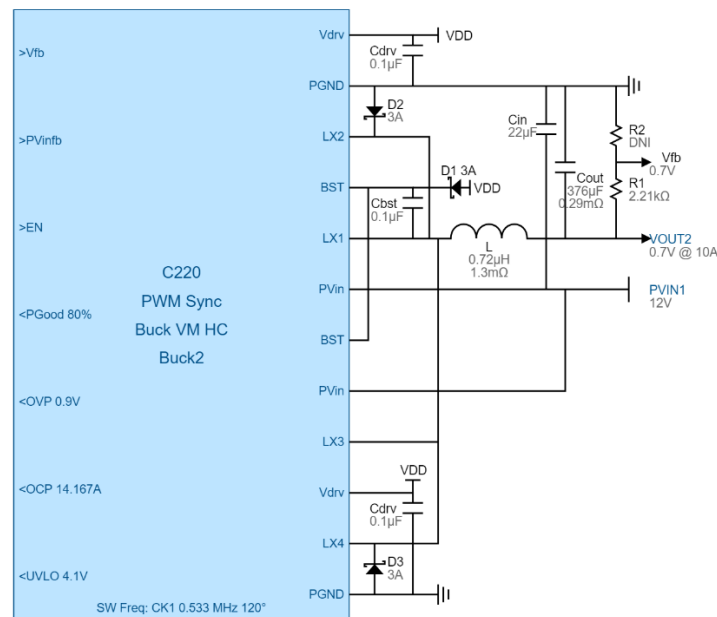 Vdrv
VDD
Cdrv
0.1µF
>Vfb
PGND
D2
3A
Cin
22µF
R2
DNI
>PVinfb
LX2
Vfb
0.7V
D1 3A
BST
VDD
Cout
376µF
0.29mΩ
R1
2.21kΩ
Cbst
0.1µF
>EN
LX1
L
0.72µH
1.3mΩ
VOUT2
0.7V @ 10A
C220
PWM Sync
Buck VM HC
Buck2
PVin
PVIN1
12V
<PGood 80%
BST
<OVP 0.9V
PVin
LX3
VDD
<OCP 14.167A
Vdrv
Cdrv
0.1µF
LX4
D3
3A
<UVLO 4.1V
PGND
SW Freq: CK1 0.533 MHz 120°